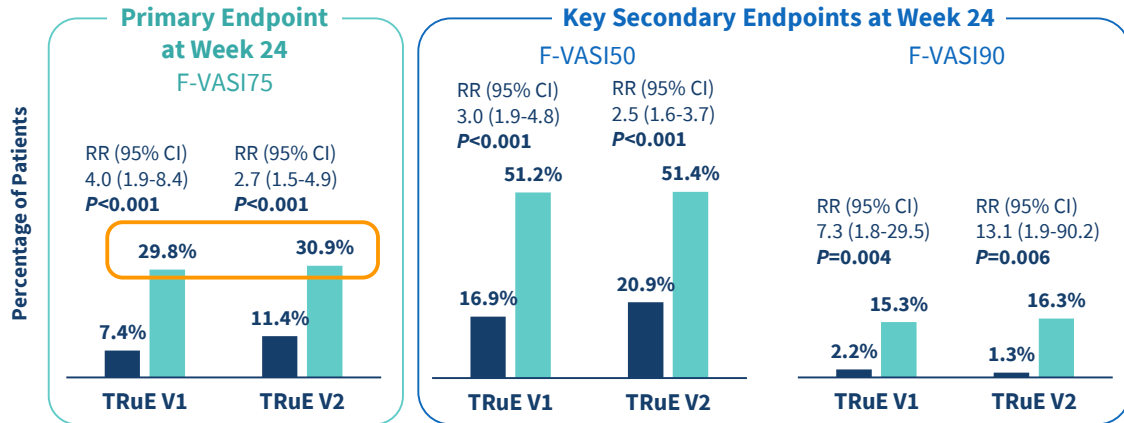 Primary Endpoint
at Week 24
F-VASI75
Key Secondary Endpoints at Week 24
F-VASI50
F-VASI90
Percentage of Patients
RR (95% CI)
4.0 (1.9-8.4)
P<0.001
RR (95% CI)
2.7 (1.5-4.9)
P<0.001
29.8%
30.9%
7.4%
11.4%
TRuE V1
TRuE V2
RR (95% CI)
3.0 (1.9-4.8)
P<0.001
RR (95% CI)
2.5 (1.6-3.7)
P<0.001
51.2%
51.4%
16.9%
20.9%
TRuE V1
TRuE V2
RR (95% CI)
7.3 (1.8-29.5)
P=0.004
RR (95% CI)
13.1 (1.9-90.2)
P=0.006
15.3%
16.3%
2.2%
1.3%
TRuE V1
TRuE V2